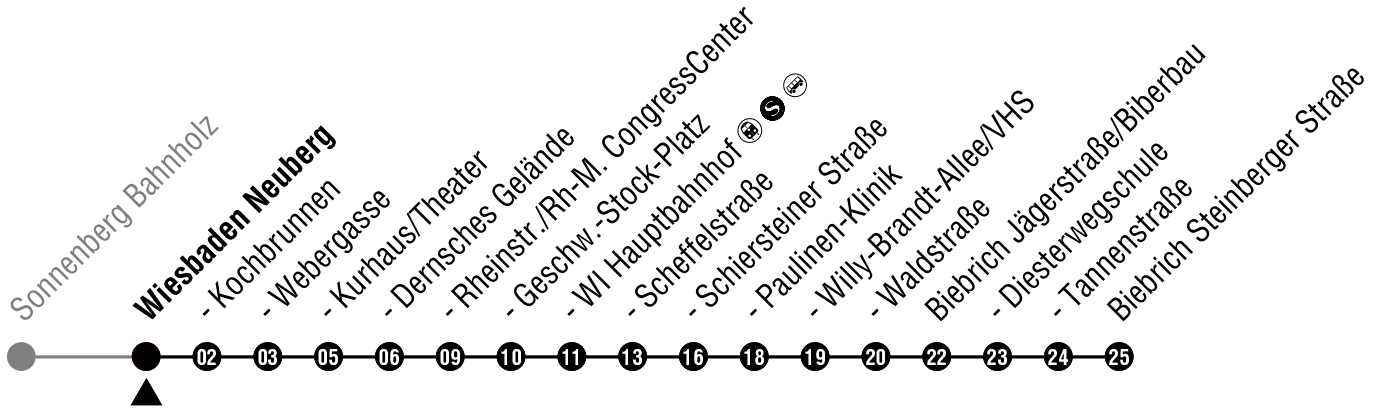 Sonnenberg Bahnholz
Wiesbaden Neuberg
- Kochbrunnen
- Webergasse
- Kurhaus/Theater
- Dernsches Gelände
- Rheinstr./Rh-M. CongressCenter
- Geschw.-Stock-Platz
- WI Hauptbahnhof S
- Scheffelstraße
- Schiersteiner Straße
- Paulinen-Klinik
- Willy-Brandt-Allee/VHS
- Waldstraße
Biebrich Jägerstraße/Biberbau
- Diesterwegschule
- Tannenstraße
Biebrich Steinberger Straße
02 03 05 06 09 10 11 13 16 18 19 20 22 23 24 25